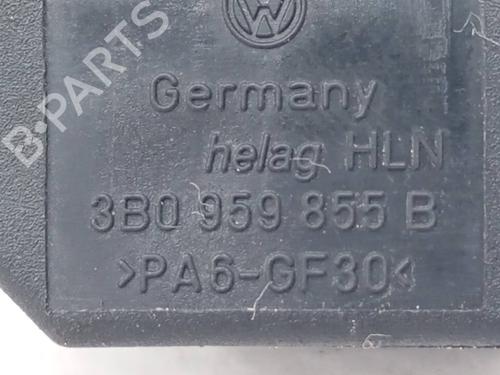 B-PARTS
Germany
helag HLN
3B0 959 855 B
>PA6-GF30<